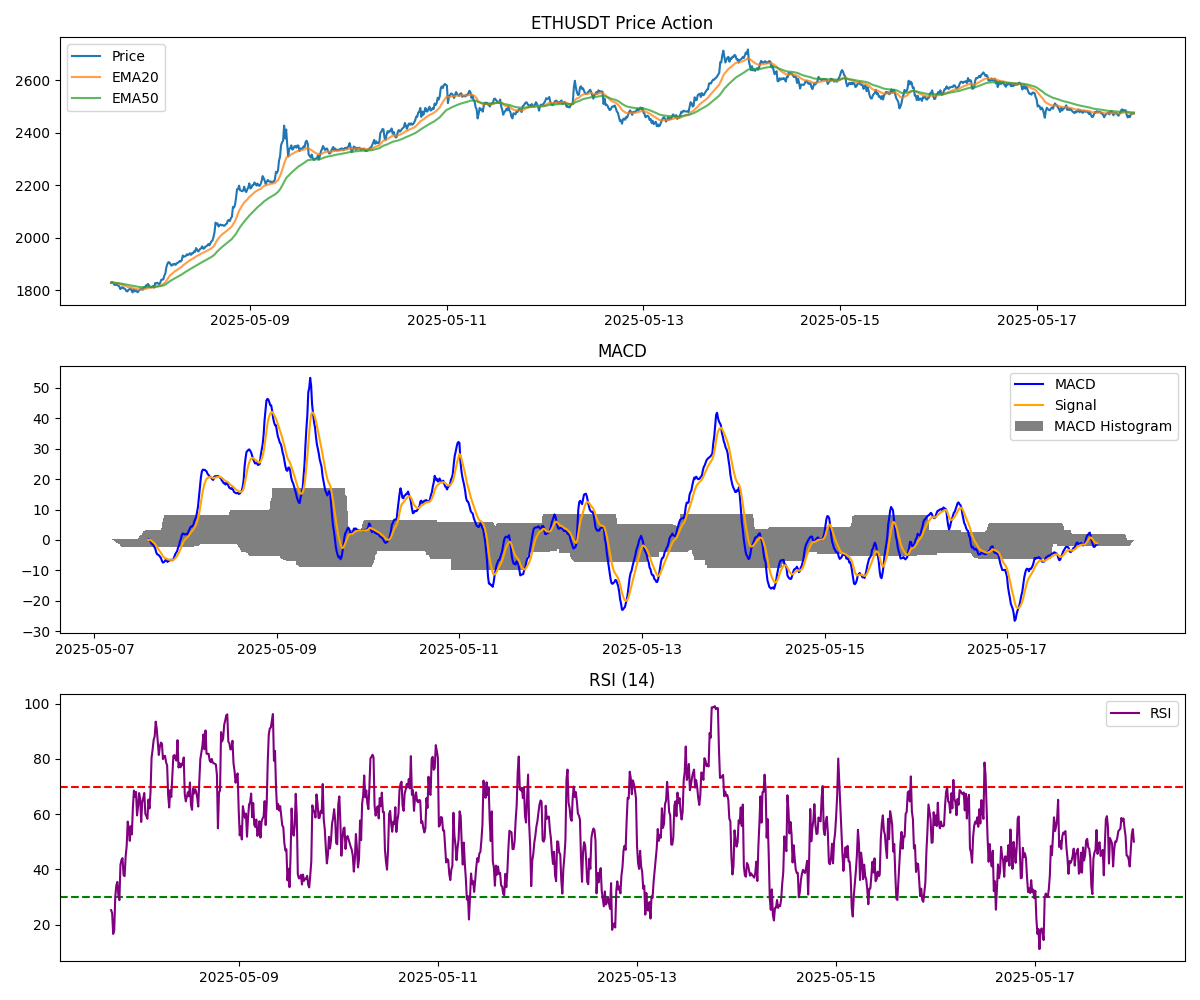 ETHUSDT Price Action
Price
EMA20
EMA50
2600
2400
2200
2000
1800
2025-05-09 2025-05-11 2025-05-13 2025-05-15 2025-05-17
MACD
MACD
Signal
MACD Histogram
50
40
30
20
10
0
−10
−20
−30
2025-05-07 2025-05-09 2025-05-11 2025-05-13 2025-05-15 2025-05-17
RSI (14)
RSI
100
80
60
40
20
2025-05-09 2025-05-11 2025-05-13 2025-05-15 2025-05-17